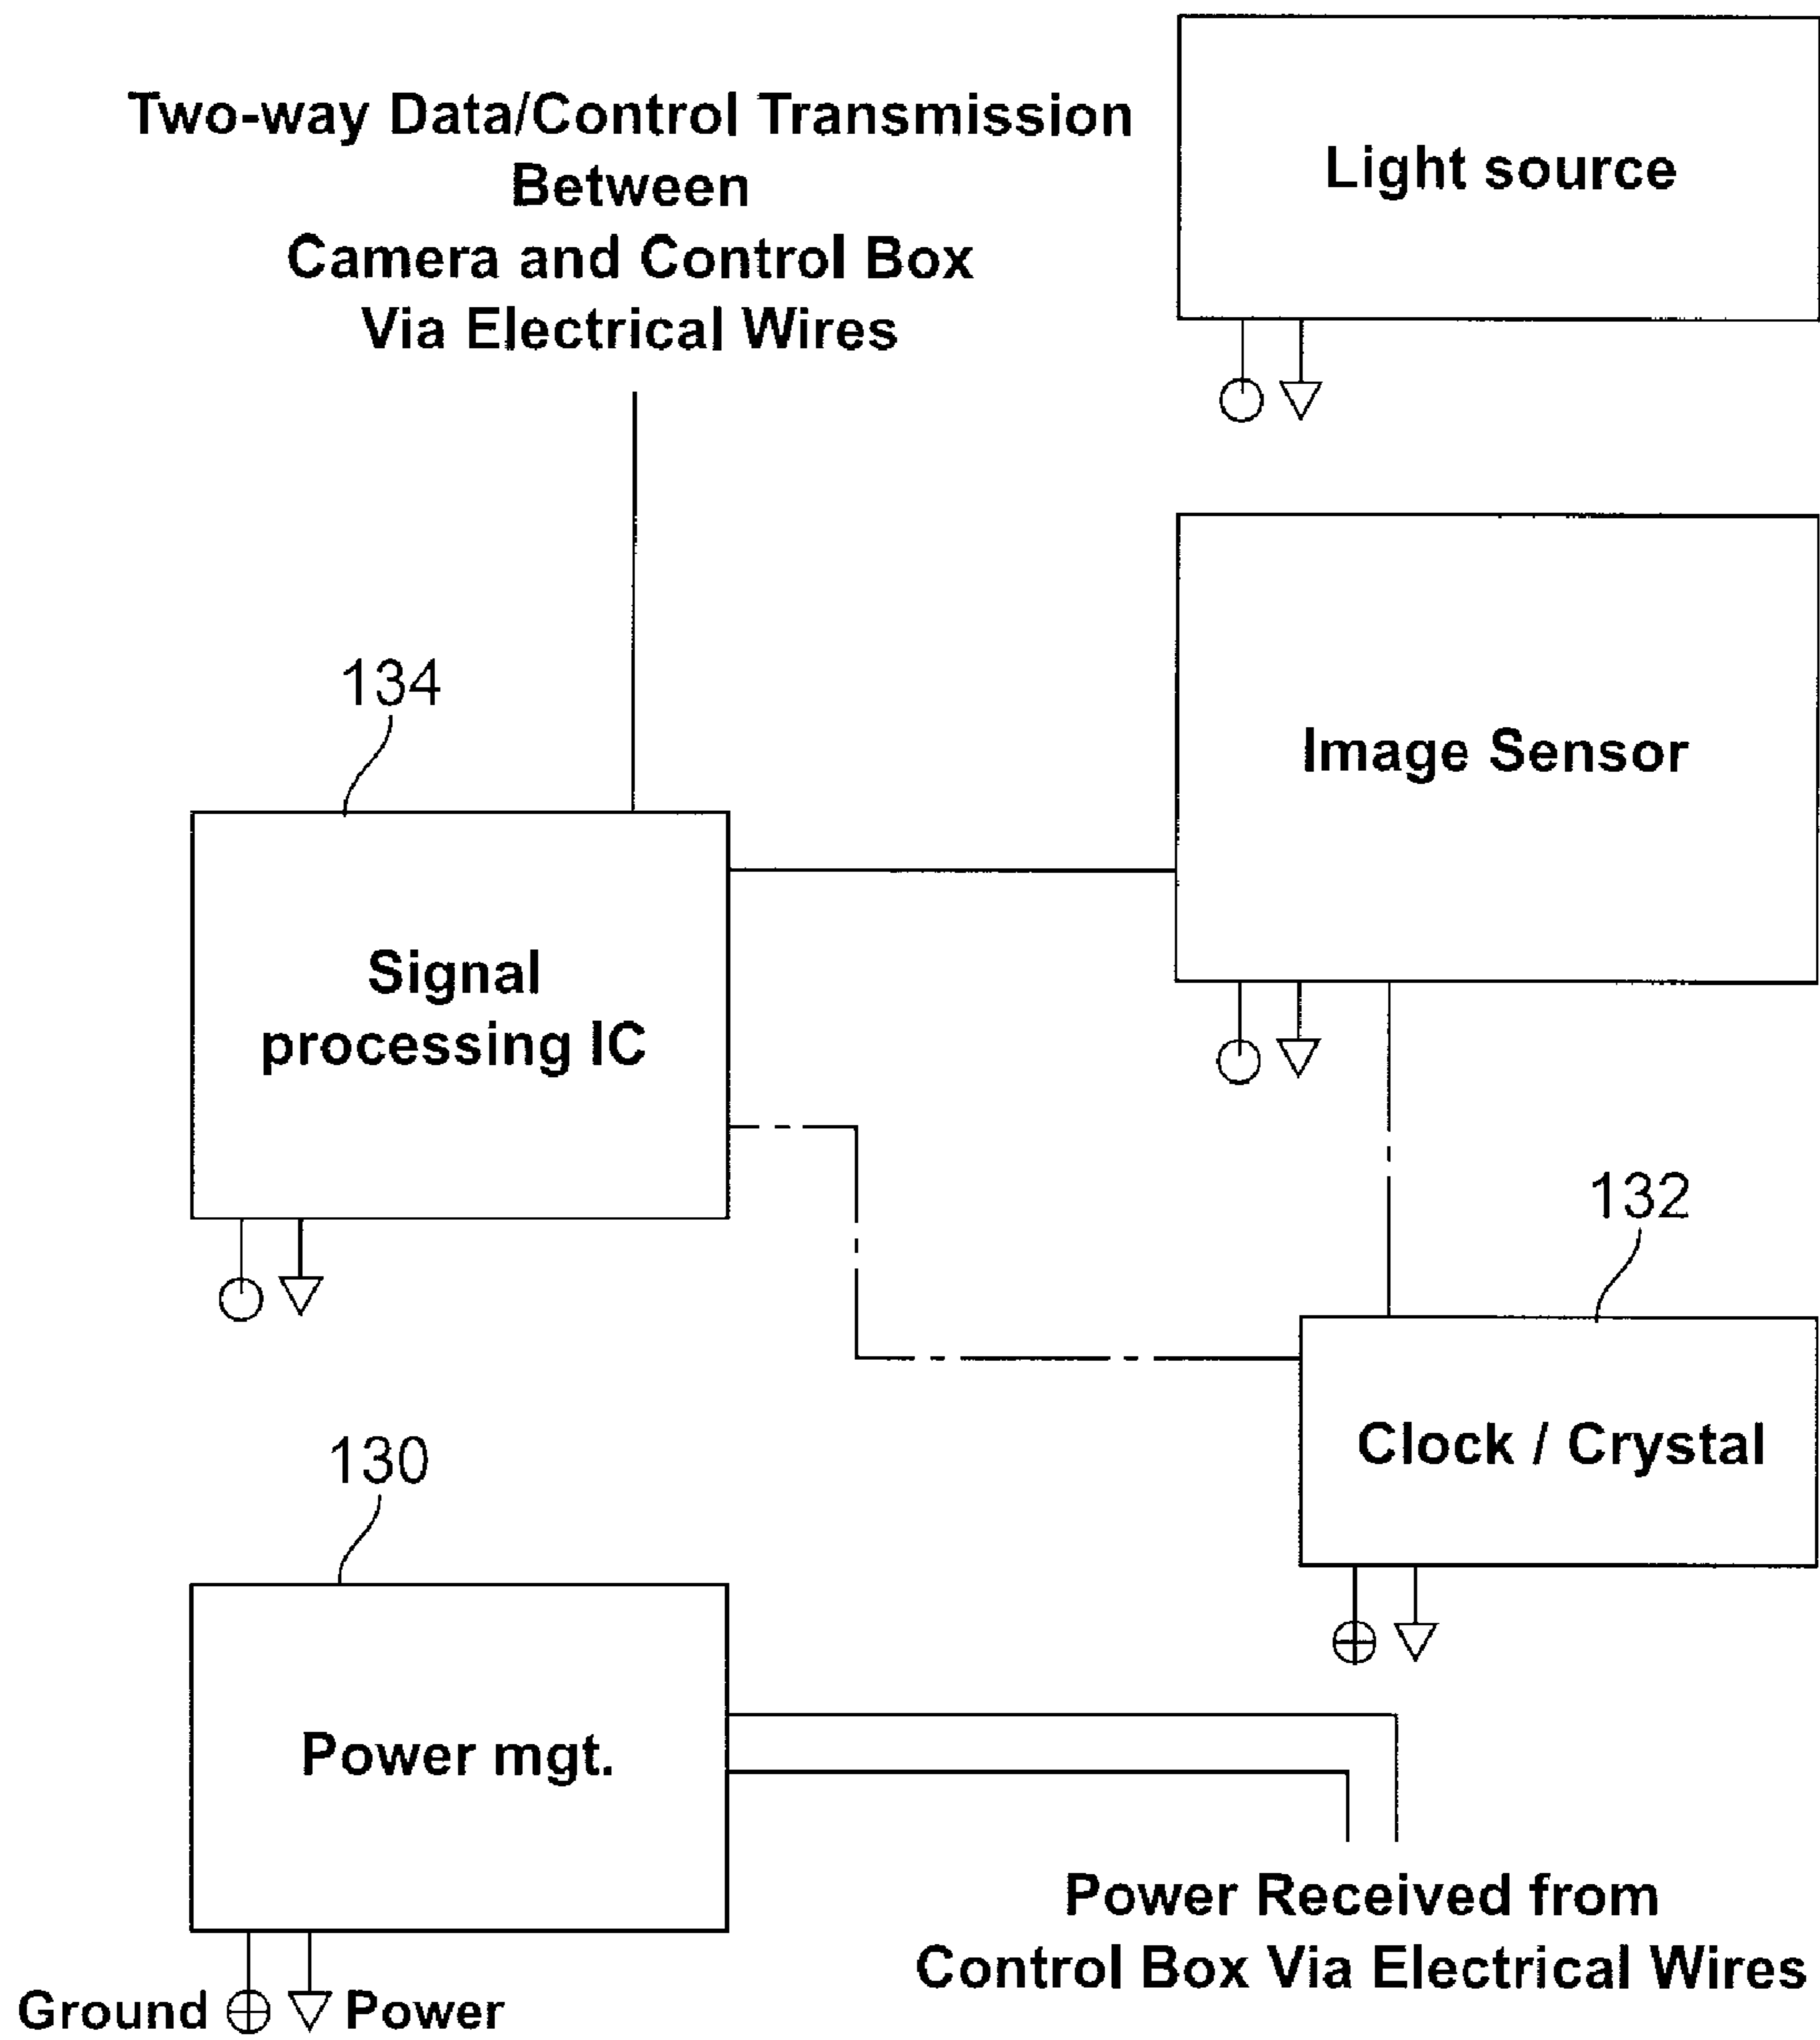 Two-way Data/Control Transmission
Between
Camera and Control Box
Via Electrical Wires
Light source
Image Sensor
134
Signal
processing IC
132
Clock / Crystal
130
Power mgt.
Power Received from
Control Box Via Electrical Wires
Ground
Power